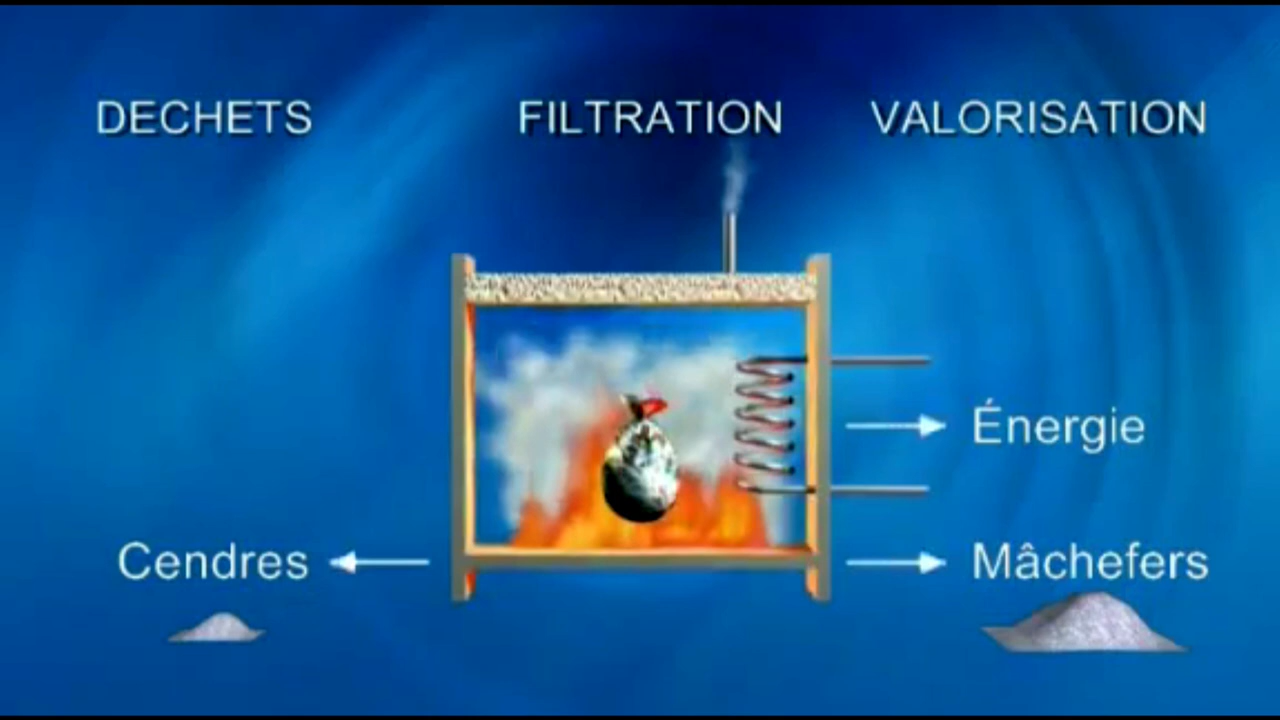 DECHETS
FILTRATION
VALORISATION
Énergie
Cendres
Mâchefers